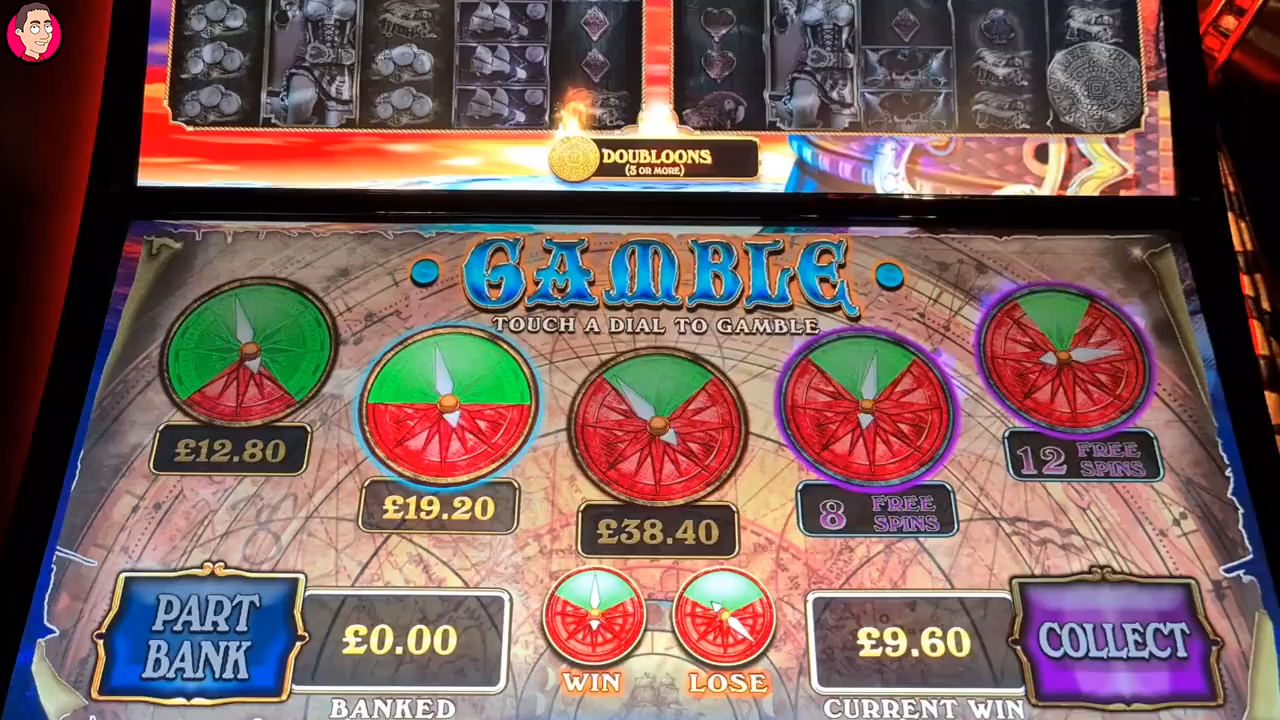 DOUBLOONS
(3 OR MORE)
GAMBLE
TOUCH A DIAL TO GAMBLE
£12.80
£19.20
£38.40
8 FREE SPINS
12 FREE SPINS
PART BANK
£0.00
BANKED
WIN
LOSE
£9.60
CURRENT WIN
COLLECT